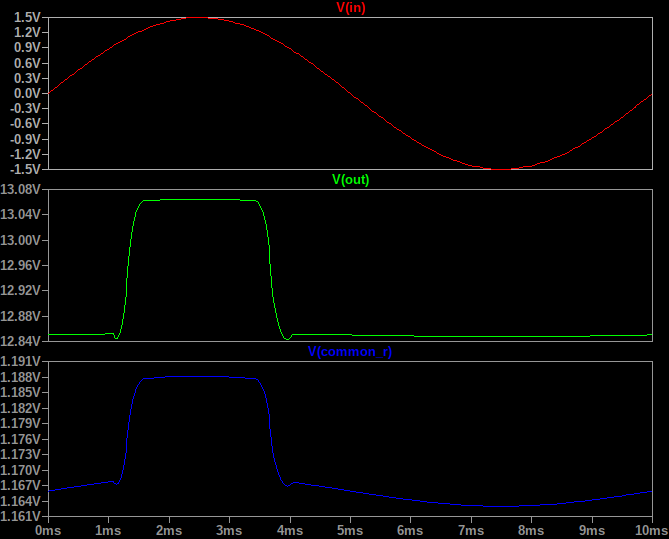 V(in)
1.5V
1.2V
0.9V
0.6V
0.3V
0.0V
-0.3V
-0.6V
-0.9V
-1.2V
-1.5V
V(out)
13.08V
13.04V
13.00V
12.96V
12.92V
12.88V
12.84V
V(common_r)
1.191V
1.188V
1.185V
1.182V
1.179V
1.176V
1.173V
1.170V
1.167V
1.164V
1.161V
0ms 1ms 2ms 3ms 4ms 5ms 6ms 7ms 8ms 9ms 10ms